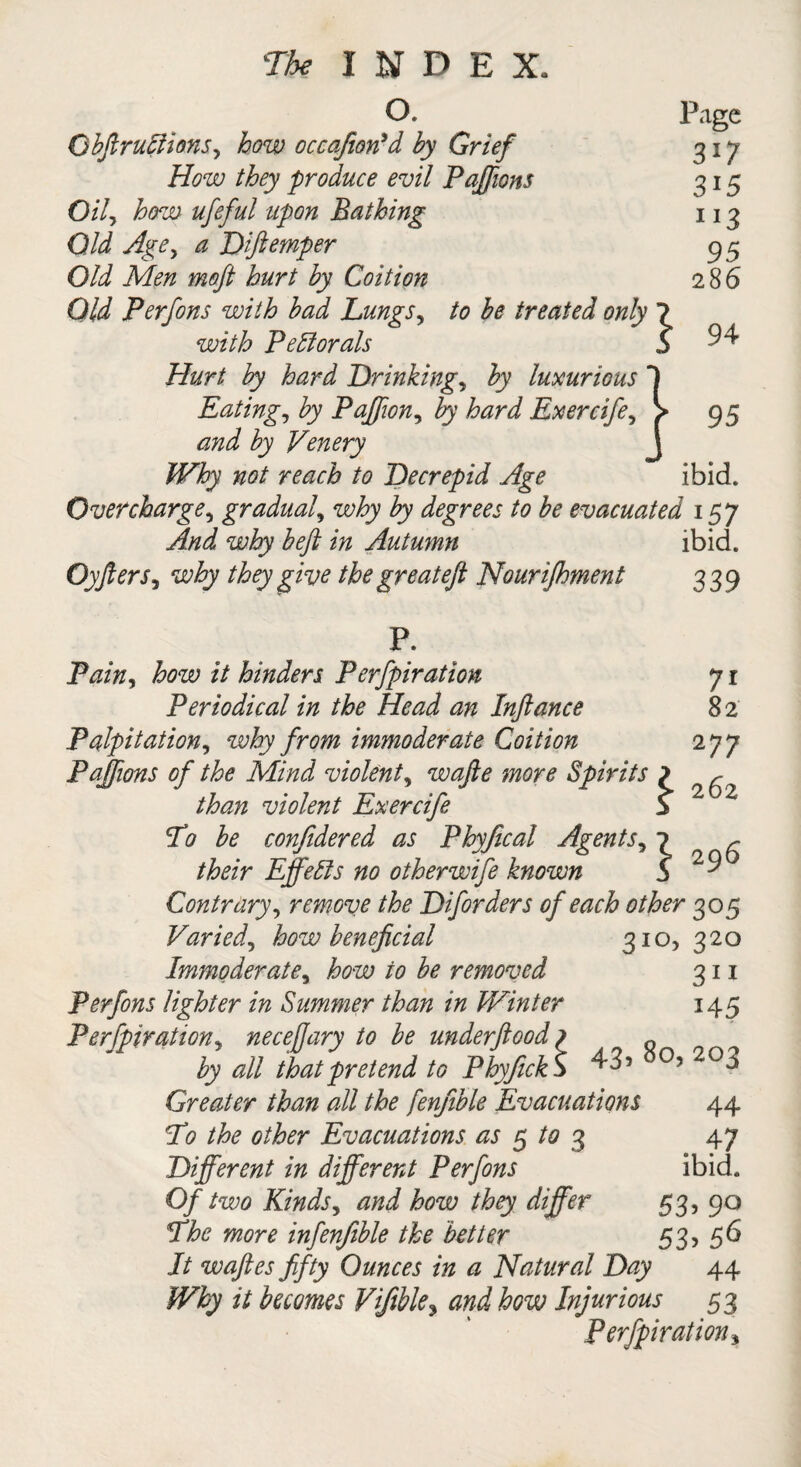 The INDEX.
O. Page
Obſtructions, how occaſion'd by Grief 317
How they produce evil Paſſions 315
Oil, how uſeful upon Bathing 113
Old Age, a Diſtemper 95
Old Men moſt hurt by Coition 286
Old Perſons with bad Lungs, to be treated only
with Pectorals 94
Hurt by hard Drinking, by luxurious
Eating, by Paſſion, by hard Exerciſe, 95
and by Venery
Why not reach to Decrepid Age ibid.
Overcharge, gradual, why by degrees to be evacuated 157
And why beſt in Autumn ibid.
Oyſters, why they give the greateſt Nouriſhment 339
P.
Pain, how it hinders Perſpiration 71
Periodical in the Head an Inſtance 82
Palpitation, why from immoderate Coition 277
Paſſions of the Mind violent, waſte more Spirits
than violent Exerciſe 262
To be conſidered as Phyſical Agents,
their Effects no otherwiſe known 296
Contrary, remove the Diſorders of each other 305
Varied, how beneficial 310, 320
Immoderate, how to be removed 311
Perſons lighter in Summer than in Winter 145
Perſpiration, neceſſary to be underſtood
by all that pretend to Phyſick 43, 80, 203
Greater than all the ſenſible Evacuations 44
To the other Evacuations as 5 to 3 47
Different in different Perſons ibid.
Of two Kinds, and how they differ 53, 90
The more inſenſible the better 53, 56
It waſtes fifty Ounces in a Natural Day 44
Why it becomes Viſible, and how Injurious 53
Perſpiration,